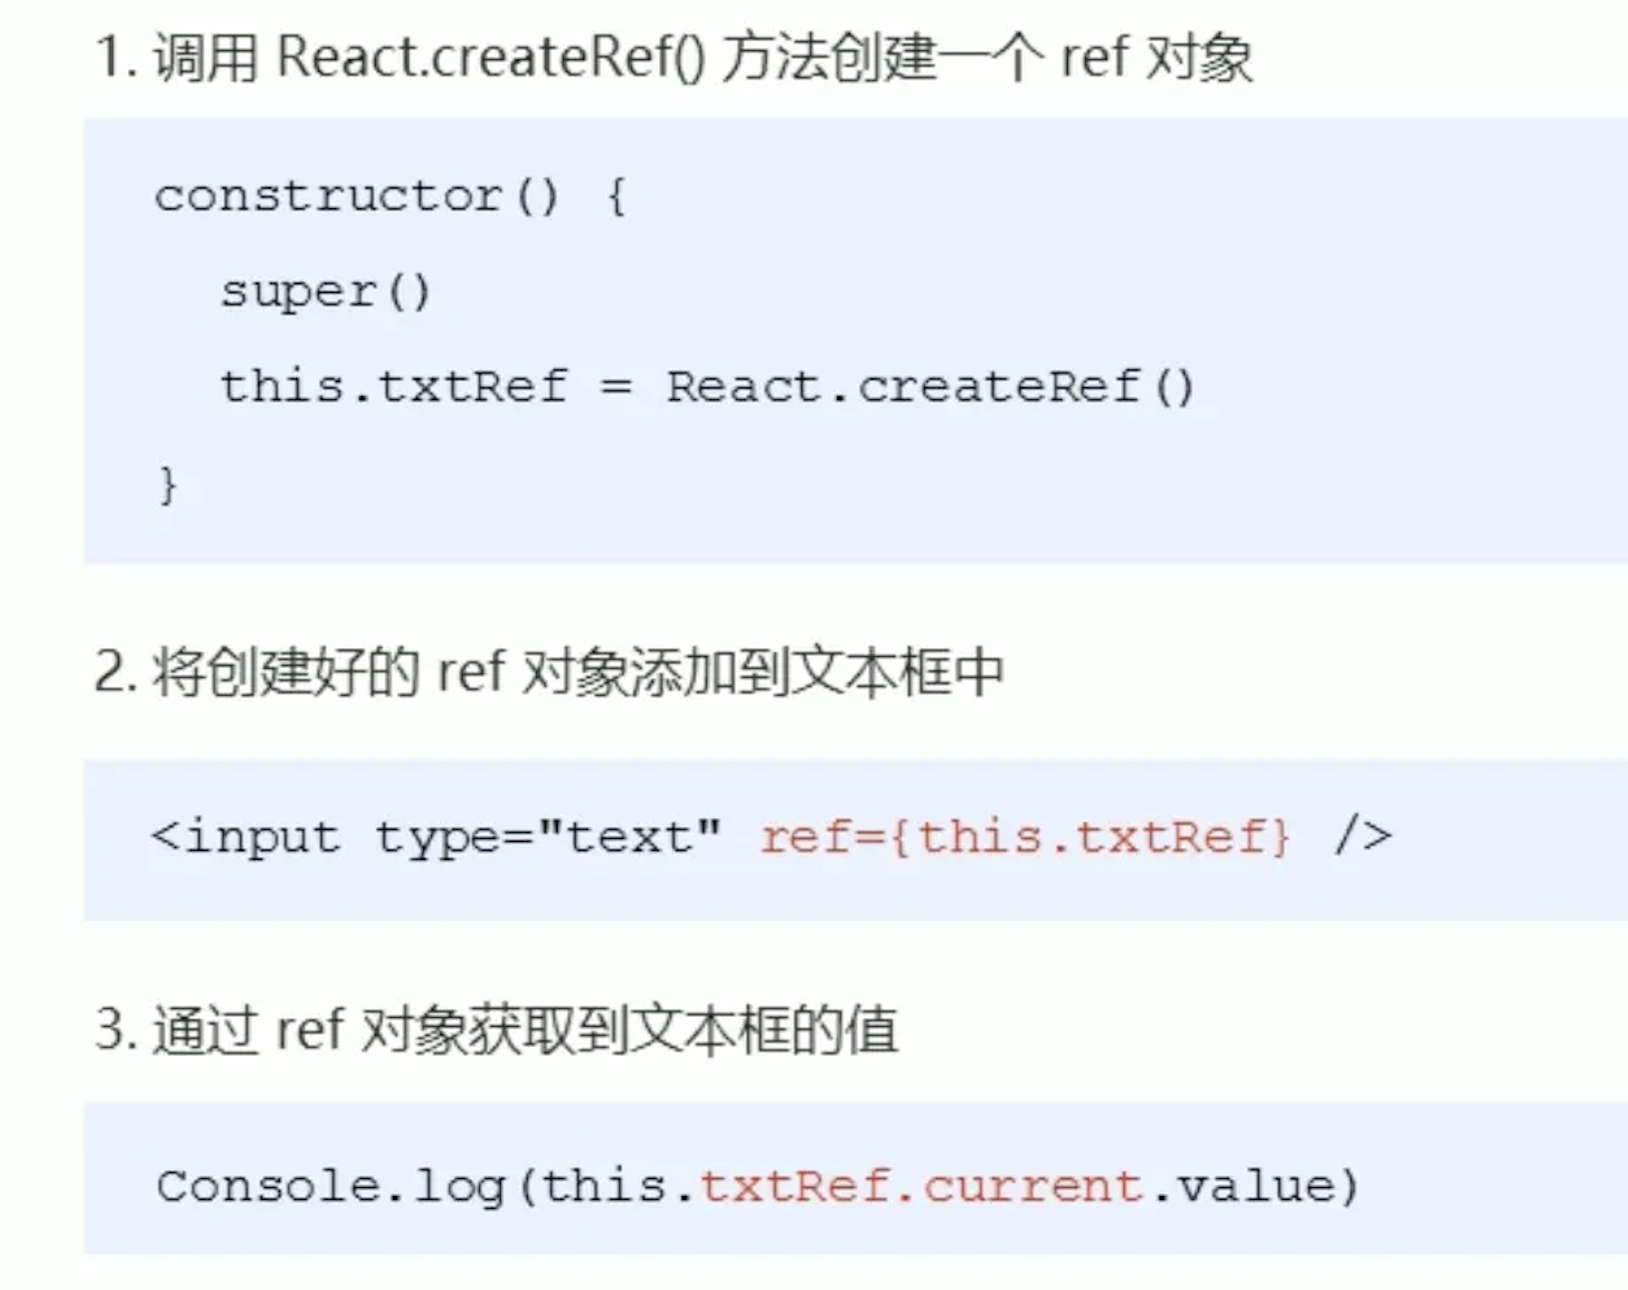 1. 调用 React.createRef() 方法创建一个 ref 对象
constructor() {
super()
this.txtRef = React.createRef()
}
2. 将创建好的 ref 对象添加到文本框中
<input type="text" ref={this.txtRef} />
3. 通过 ref 对象获取到文本框的值
Console.log(this.txtRef.current.value)